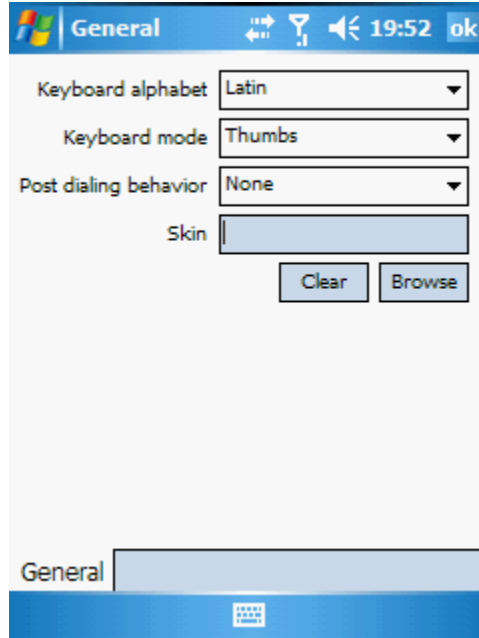 General 19:52 ok
Keyboard alphabet Latin
Keyboard mode Thumbs
Post dialing behavior None
Skin
Clear Browse
General